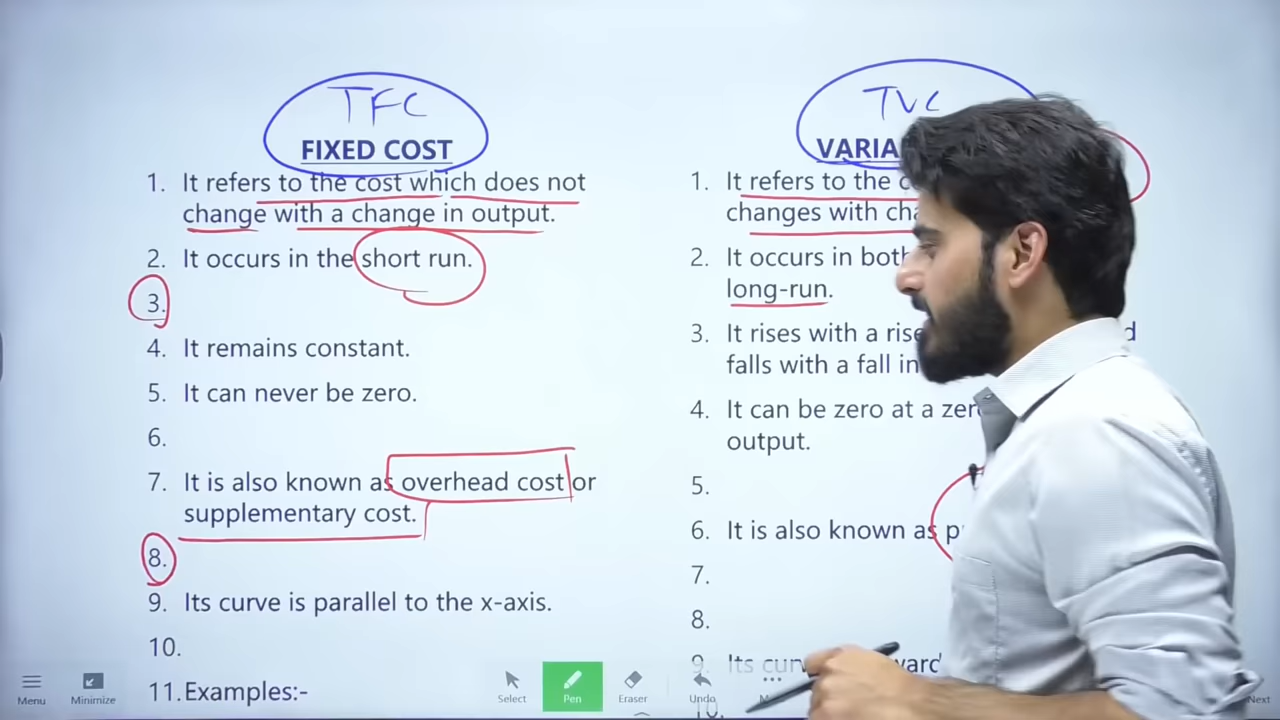 TFC
FIXED COST
1. It refers to the cost which does not
change with a change in output.
2. It occurs in the short run.
3.
4. It remains constant.
5. It can never be zero.
6.
7. It is also known as overhead cost or
supplementary cost.
8.
9. Its curve is parallel to the x-axis.
10.
11. Examples:-
TVC
1. It refers to the
changes with
2. It occurs in both
long-run.
3. It rises with a
falls with a fall in
4. It can be zero at a
output.
5.
6. It is also known as
7.
8.
9. Its
10.
Menu
Minimize
Select
Pen
Eraser
Undo
Next